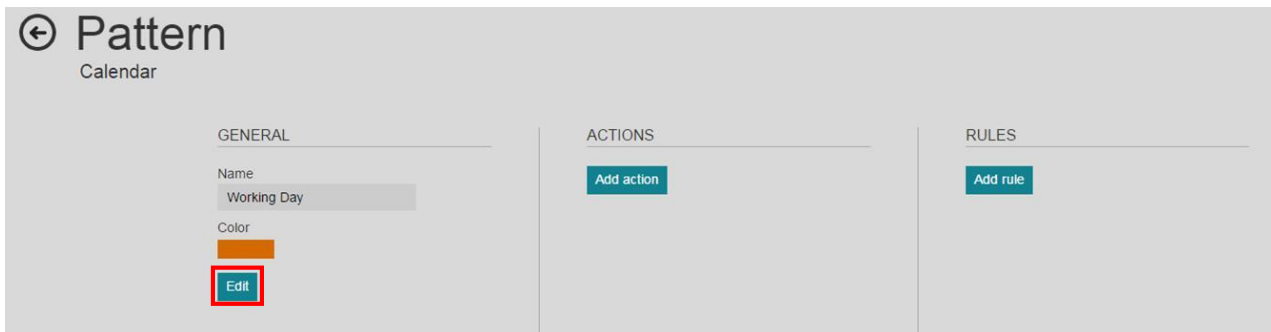 Pattern
Calendar
GENERAL
Name
Working Day
Color
Edit
ACTIONS
Add action
RULES
Add rule